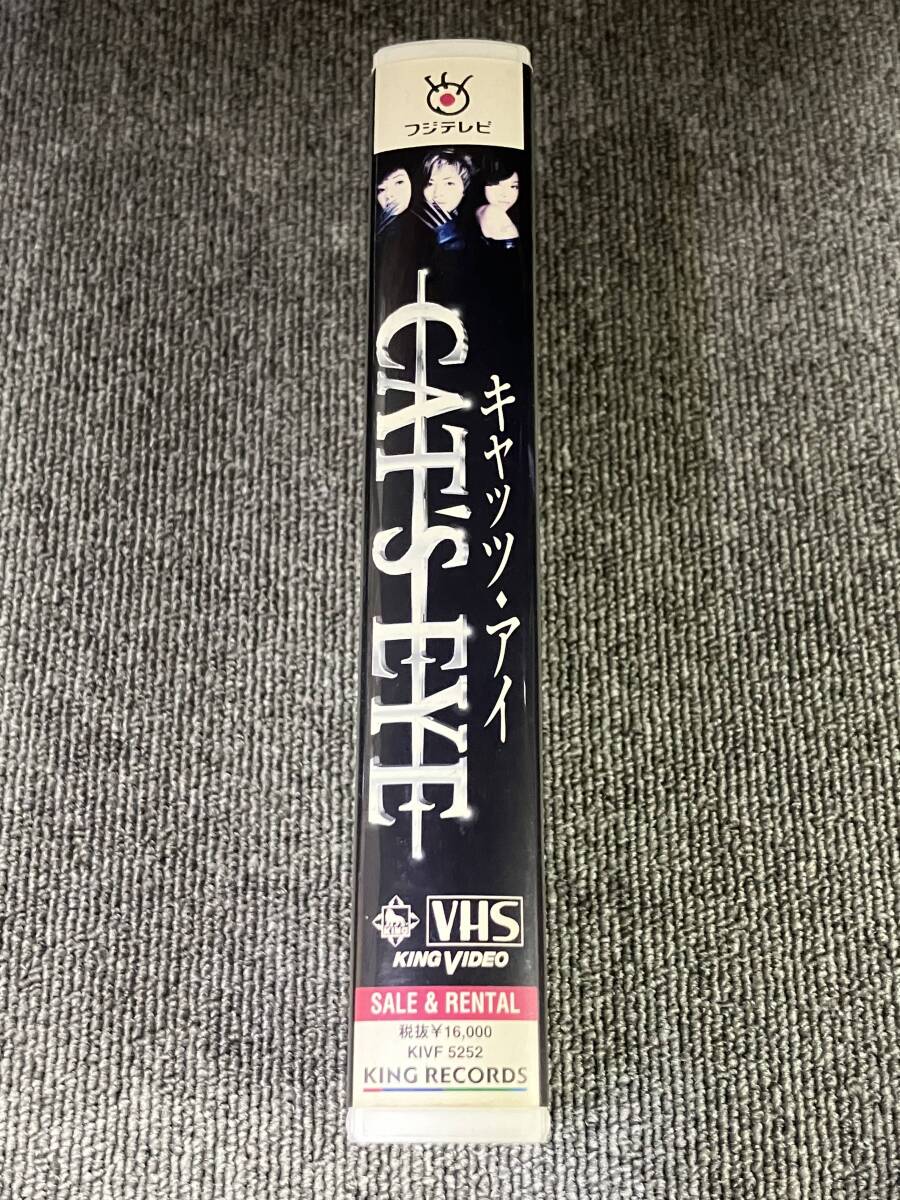 フジテレビ
CAT'S EYE
キャッツ・アイ
KING
VHS
KING VIDEO
SALE & RENTAL
税抜¥16,000
KIVF 5252
KING RECORDS